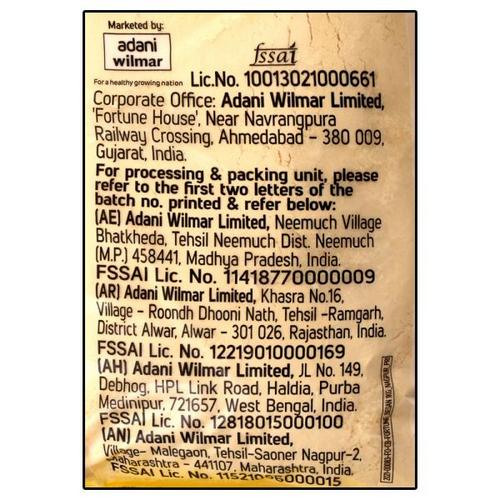 Marketed by:
adani
wilmar
For a healthy growing nation
fssai
Lic.No. 10013021000661
Corporate Office: Adani Wilmar Limited,
'Fortune House', Near Navrangpura
Railway Crossing, Ahmedabad - 380 009,
Gujarat, India.
For processing & packing unit, please
refer to the first two letters of the
batch no. printed & refer below:
(AE) Adani Wilmar Limited, Neemuch Village
Bhatkheda, Tehsil Neemuch Dist. Neemuch
(M.P.) 458441, Madhya Pradesh, India.
FSSAI Lic. No. 11418770000009
(AR) Adani Wilmar Limited, Khasra No.16,
Village - Roondh Dhooni Nath, Tehsil -Ramgarh,
District Alwar, Alwar - 301 026, Rajasthan, India.
FSSAI Lic. No. 12219010000169
(AH) Adani Wilmar Limited, JL No. 149,
Debhog, HPL Link Road, Haldia, Purba
Medinipur, 721657, West Bengal, India.
FSSAI Lic. No. 12818015000100
(AN) Adani Wilmar Limited,
Village- Malegaon, Tehsil-Saoner Nagpur-2,
Maharashtra - 441107, Maharashtra, India.
FSSAI Lic. No.